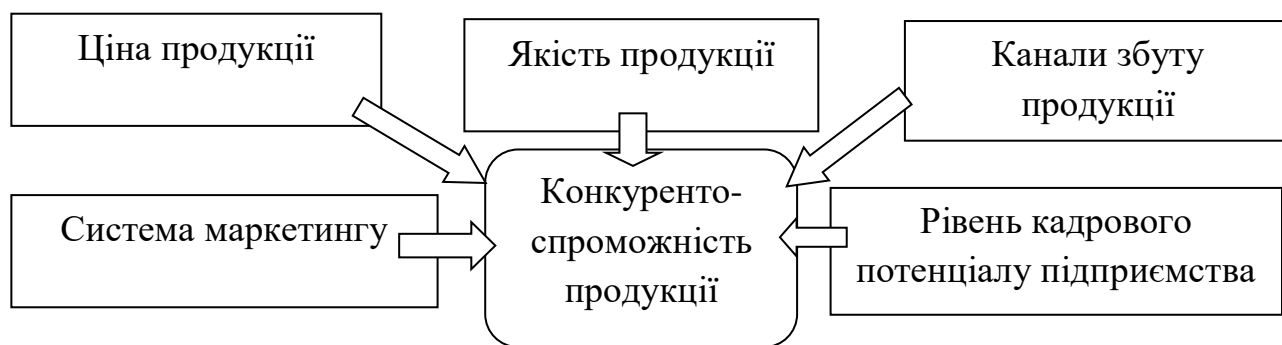 Ціна продукції
Якість продукції
Канали збуту
продукції
Система маркетингу
Конкуренто-
спроможність
продукції
Рівень кадрового
потенціалу підприємства